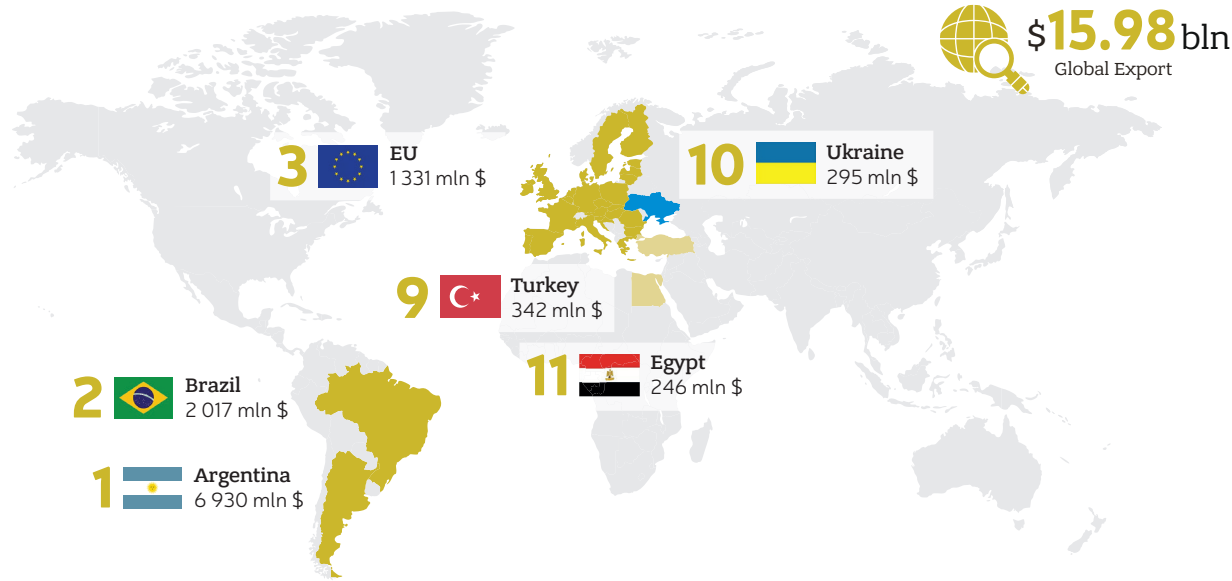 $15.98 bln
Global Export
3
EU
1 331 mln $
10
Ukraine
295 mln $
9
Turkey
342 mln $
11
Egypt
246 mln $
2
Brazil
2 017 mln $
1
Argentina
6 930 mln $